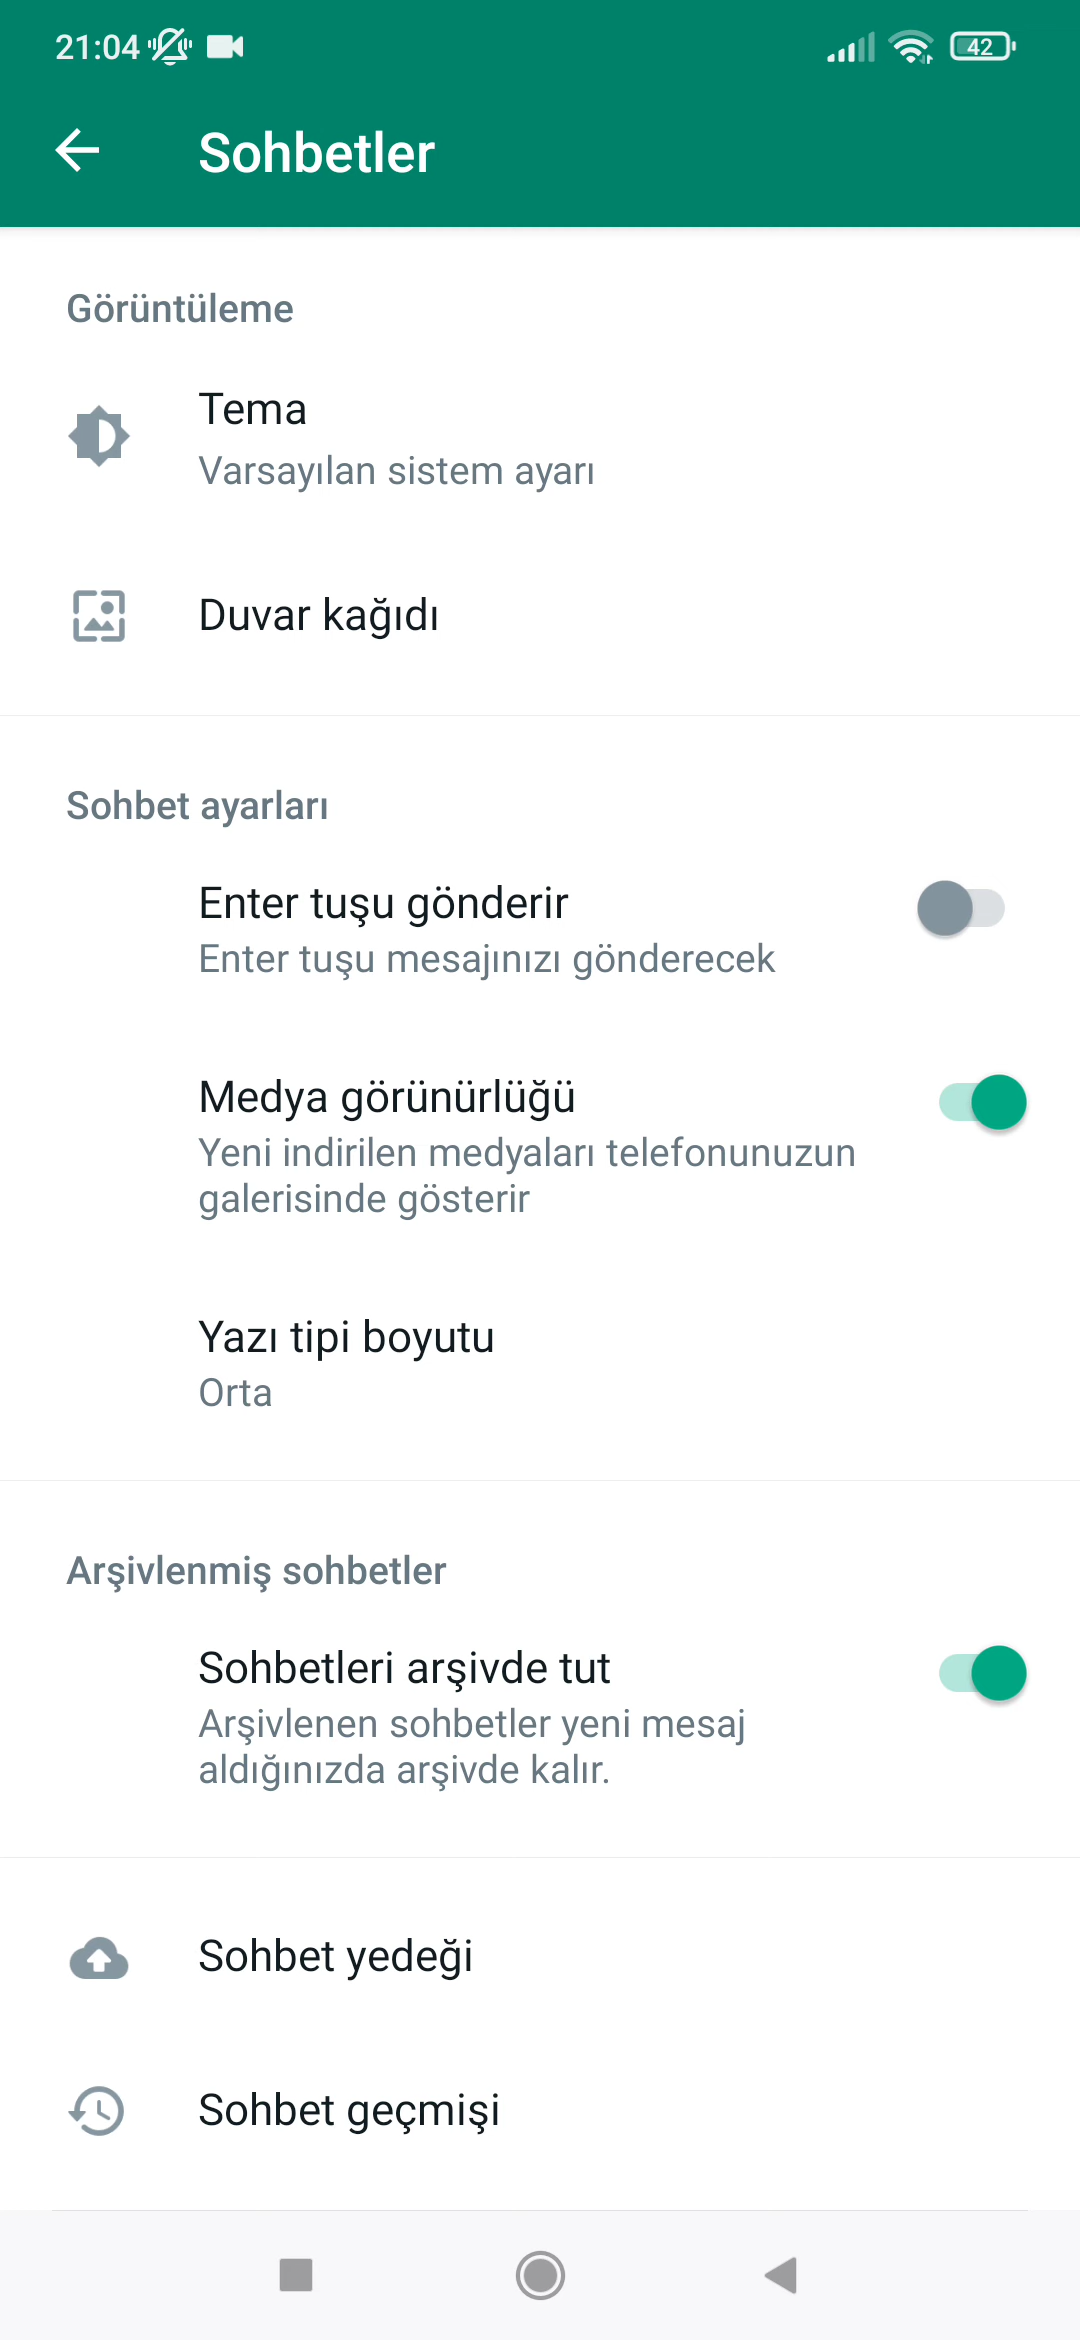 21:04
42
Sohbetler
Görüntüleme
Tema
Varsayılan sistem ayarı
Duvar kağıdı
Sohbet ayarları
Enter tuşu gönderir
Enter tuşu mesajınızı gönderecek
Medya görünürlüğü
Yeni indirilen medyaları telefonunuzun
galerisinde gösterir
Yazı tipi boyutu
Orta
Arşivlenmiş sohbetler
Sohbetleri arşivde tut
Arşivlenen sohbetler yeni mesaj
aldığınızda arşivde kalır.
Sohbet yedeği
Sohbet geçmişi